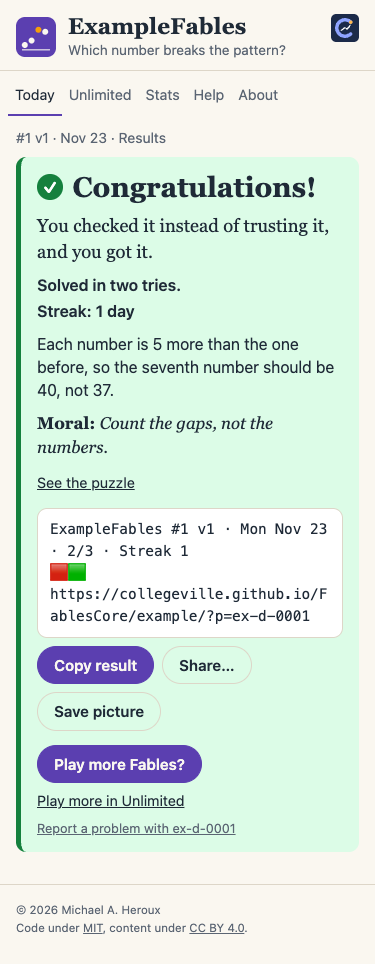 ExampleFables
Which number breaks the pattern?
Today Unlimited Stats Help About
#1 v1 · Nov 23 · Results
Congratulations!
You checked it instead of trusting it,
and you got it.
Solved in two tries.
Streak: 1 day
Each number is 5 more than the one
before, so the seventh number should be
40, not 37.
Moral: Count the gaps, not the
numbers.
See the puzzle
ExampleFables #1 v1 · Mon Nov 23
· 2/3 · Streak 1
https://collegeville.github.io/F
ablesCore/example/?p=ex-d-0001
Copy result Share...
Save picture
Play more Fables?
Play more in Unlimited
Report a problem with ex-d-0001
© 2026 Michael A. Heroux
Code under MIT, content under CC BY 4.0.